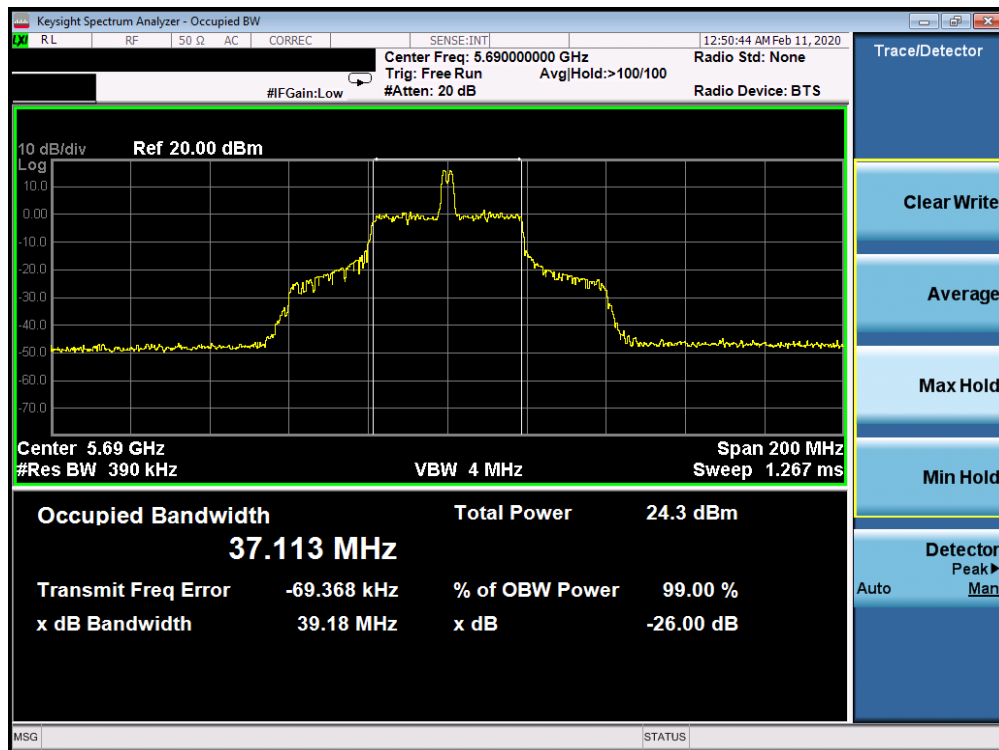 Keysight Spectrum Analyzer - Occupied BW
LXI RL RF 50 Ω AC CORREC SENSE:INT 12:50:44 AM Feb 11, 2020
Center Freq: 5.690000000 GHz Radio Std: None
Trig: Free Run Avg|Hold:>100/100
#IFGain:Low #Atten: 20 dB Radio Device: BTS
10 dB/div Ref 20.00 dBm
Log
10.0
0.00
-10.0
-20.0
-30.0
-40.0
-50.0
-60.0
-70.0
Center 5.69 GHz Span 200 MHz
#Res BW 390 kHz VBW 4 MHz Sweep 1.267 ms
Occupied Bandwidth Total Power 24.3 dBm
37.113 MHz
Transmit Freq Error -69.368 kHz % of OBW Power 99.00 %
x dB Bandwidth 39.18 MHz x dB -26.00 dB
MSG STATUS
Trace/Detector
Clear Write
Average
Max Hold
Min Hold
Detector
Peak▶
Auto Man